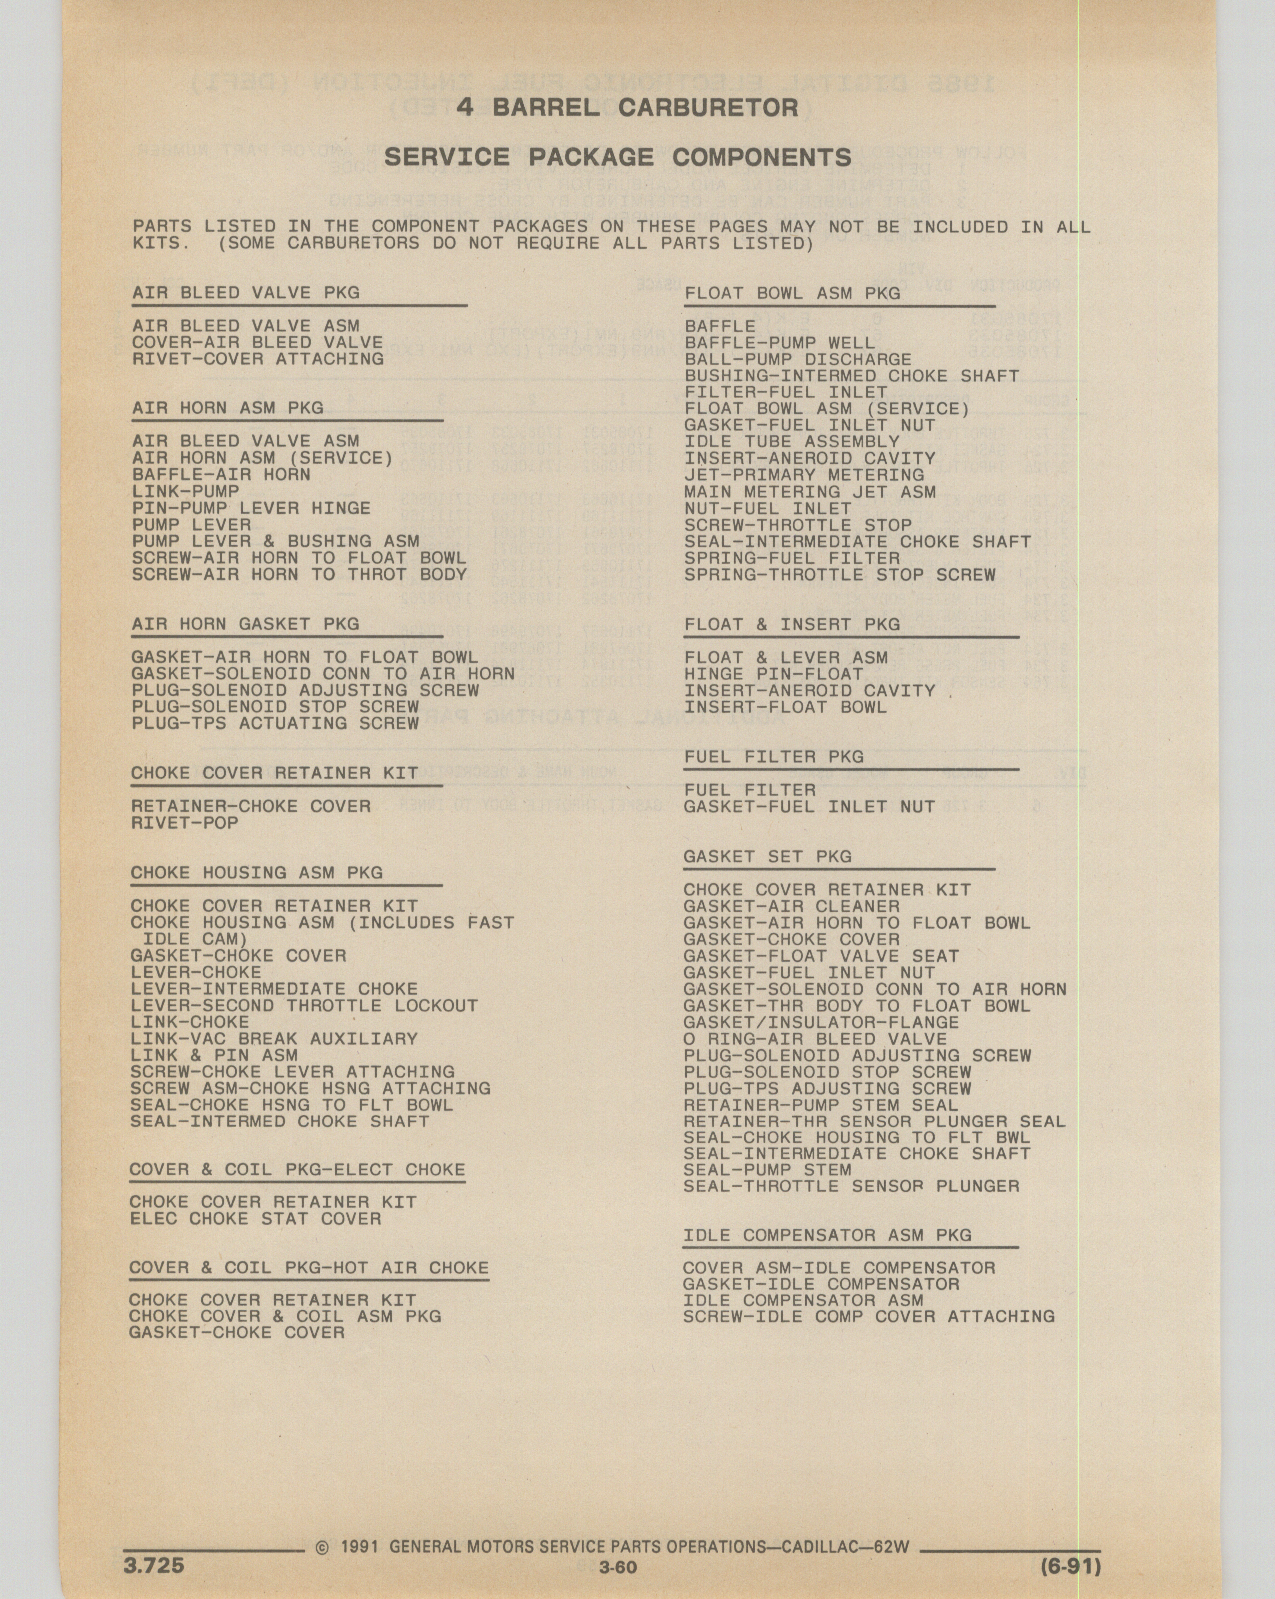 4 BARREL CARBURETOR
SERVICE PACKAGE COMPONENTS
PARTS LISTED IN THE COMPONENT PACKAGES ON THESE PAGES MAY NOT BE INCLUDED IN ALL
KITS. (SOME CARBURETORS DO NOT REQUIRE ALL PARTS LISTED)
AIR BLEED VALVE PKG
AIR BLEED VALVE ASM
COVER-AIR BLEED VALVE
RIVET-COVER ATTACHING
AIR HORN ASM PKG
AIR BLEED VALVE ASM
AIR HORN ASM (SERVICE)
BAFFLE-AIR HORN
LINK-PUMP
PIN-PUMP LEVER HINGE
PUMP LEVER
PUMP LEVER & BUSHING ASM
SCREW-AIR HORN TO FLOAT BOWL
SCREW-AIR HORN TO THROT BODY
AIR HORN GASKET PKG
GASKET-AIR HORN TO FLOAT BOWL
GASKET-SOLENOID CONN TO AIR HORN
PLUG-SOLENOID ADJUSTING SCREW
PLUG-SOLENOID STOP SCREW
PLUG-TPS ACTUATING SCREW
CHOKE COVER RETAINER KIT
RETAINER-CHOKE COVER
RIVET-POP
CHOKE HOUSING ASM PKG
CHOKE COVER RETAINER KIT
CHOKE HOUSING ASM (INCLUDES FAST
IDLE CAM)
GASKET-CHOKE COVER
LEVER-CHOKE
LEVER-INTERMEDIATE CHOKE
LEVER-SECOND THROTTLE LOCKOUT
LINK-CHOKE
LINK-VAC BREAK AUXILIARY
LINK & PIN ASM
SCREW-CHOKE LEVER ATTACHING
SCREW ASM-CHOKE HSNG ATTACHING
SEAL-CHOKE HSNG TO FLT BOWL
SEAL-INTERMED CHOKE SHAFT
COVER & COIL PKG-ELECT CHOKE
CHOKE COVER RETAINER KIT
ELEC CHOKE STAT COVER
COVER & COIL PKG-HOT AIR CHOKE
CHOKE COVER RETAINER KIT
CHOKE COVER & COIL ASM PKG
GASKET-CHOKE COVER
FLOAT BOWL ASM PKG
BAFFLE
BAFFLE-PUMP WELL
BALL-PUMP DISCHARGE
BUSHING-INTERMED CHOKE SHAFT
FILTER-FUEL INLET
FLOAT BOWL ASM (SERVICE)
GASKET-FUEL INLET NUT
IDLE TUBE ASSEMBLY
INSERT-ANEROID CAVITY
JET-PRIMARY METERING
MAIN METERING JET ASM
NUT-FUEL INLET
SCREW-THROTTLE STOP
SEAL-INTERMEDIATE CHOKE SHAFT
SPRING-FUEL FILTER
SPRING-THROTTLE STOP SCREW
FLOAT & INSERT PKG
FLOAT & LEVER ASM
HINGE PIN-FLOAT
INSERT-ANEROID CAVITY
INSERT-FLOAT BOWL
FUEL FILTER PKG
FUEL FILTER
GASKET-FUEL INLET NUT
GASKET SET PKG
CHOKE COVER RETAINER KIT
GASKET-AIR CLEANER
GASKET-AIR HORN TO FLOAT BOWL
GASKET-CHOKE COVER
GASKET-FLOAT VALVE SEAT
GASKET-FUEL INLET NUT
GASKET-SOLENOID CONN TO AIR HORN
GASKET-THR BODY TO FLOAT BOWL
GASKET/INSULATOR-FLANGE
O RING-AIR BLEED VALVE
PLUG-SOLENOID ADJUSTING SCREW
PLUG-SOLENOID STOP SCREW
PLUG-TPS ADJUSTING SCREW
RETAINER-PUMP STEM SEAL
RETAINER-THR SENSOR PLUNGER SEAL
SEAL-CHOKE HOUSING TO FLT BWL
SEAL-INTERMEDIATE CHOKE SHAFT
SEAL-PUMP STEM
SEAL-THROTTLE SENSOR PLUNGER
IDLE COMPENSATOR ASM PKG
COVER ASM-IDLE COMPENSATOR
GASKET-IDLE COMPENSATOR
IDLE COMPENSATOR ASM
SCREW-IDLE COMP COVER ATTACHING
© 1991 GENERAL MOTORS SERVICE PARTS OPERATIONS—CADILLAC—62W
3.725 3-60 (6-91)